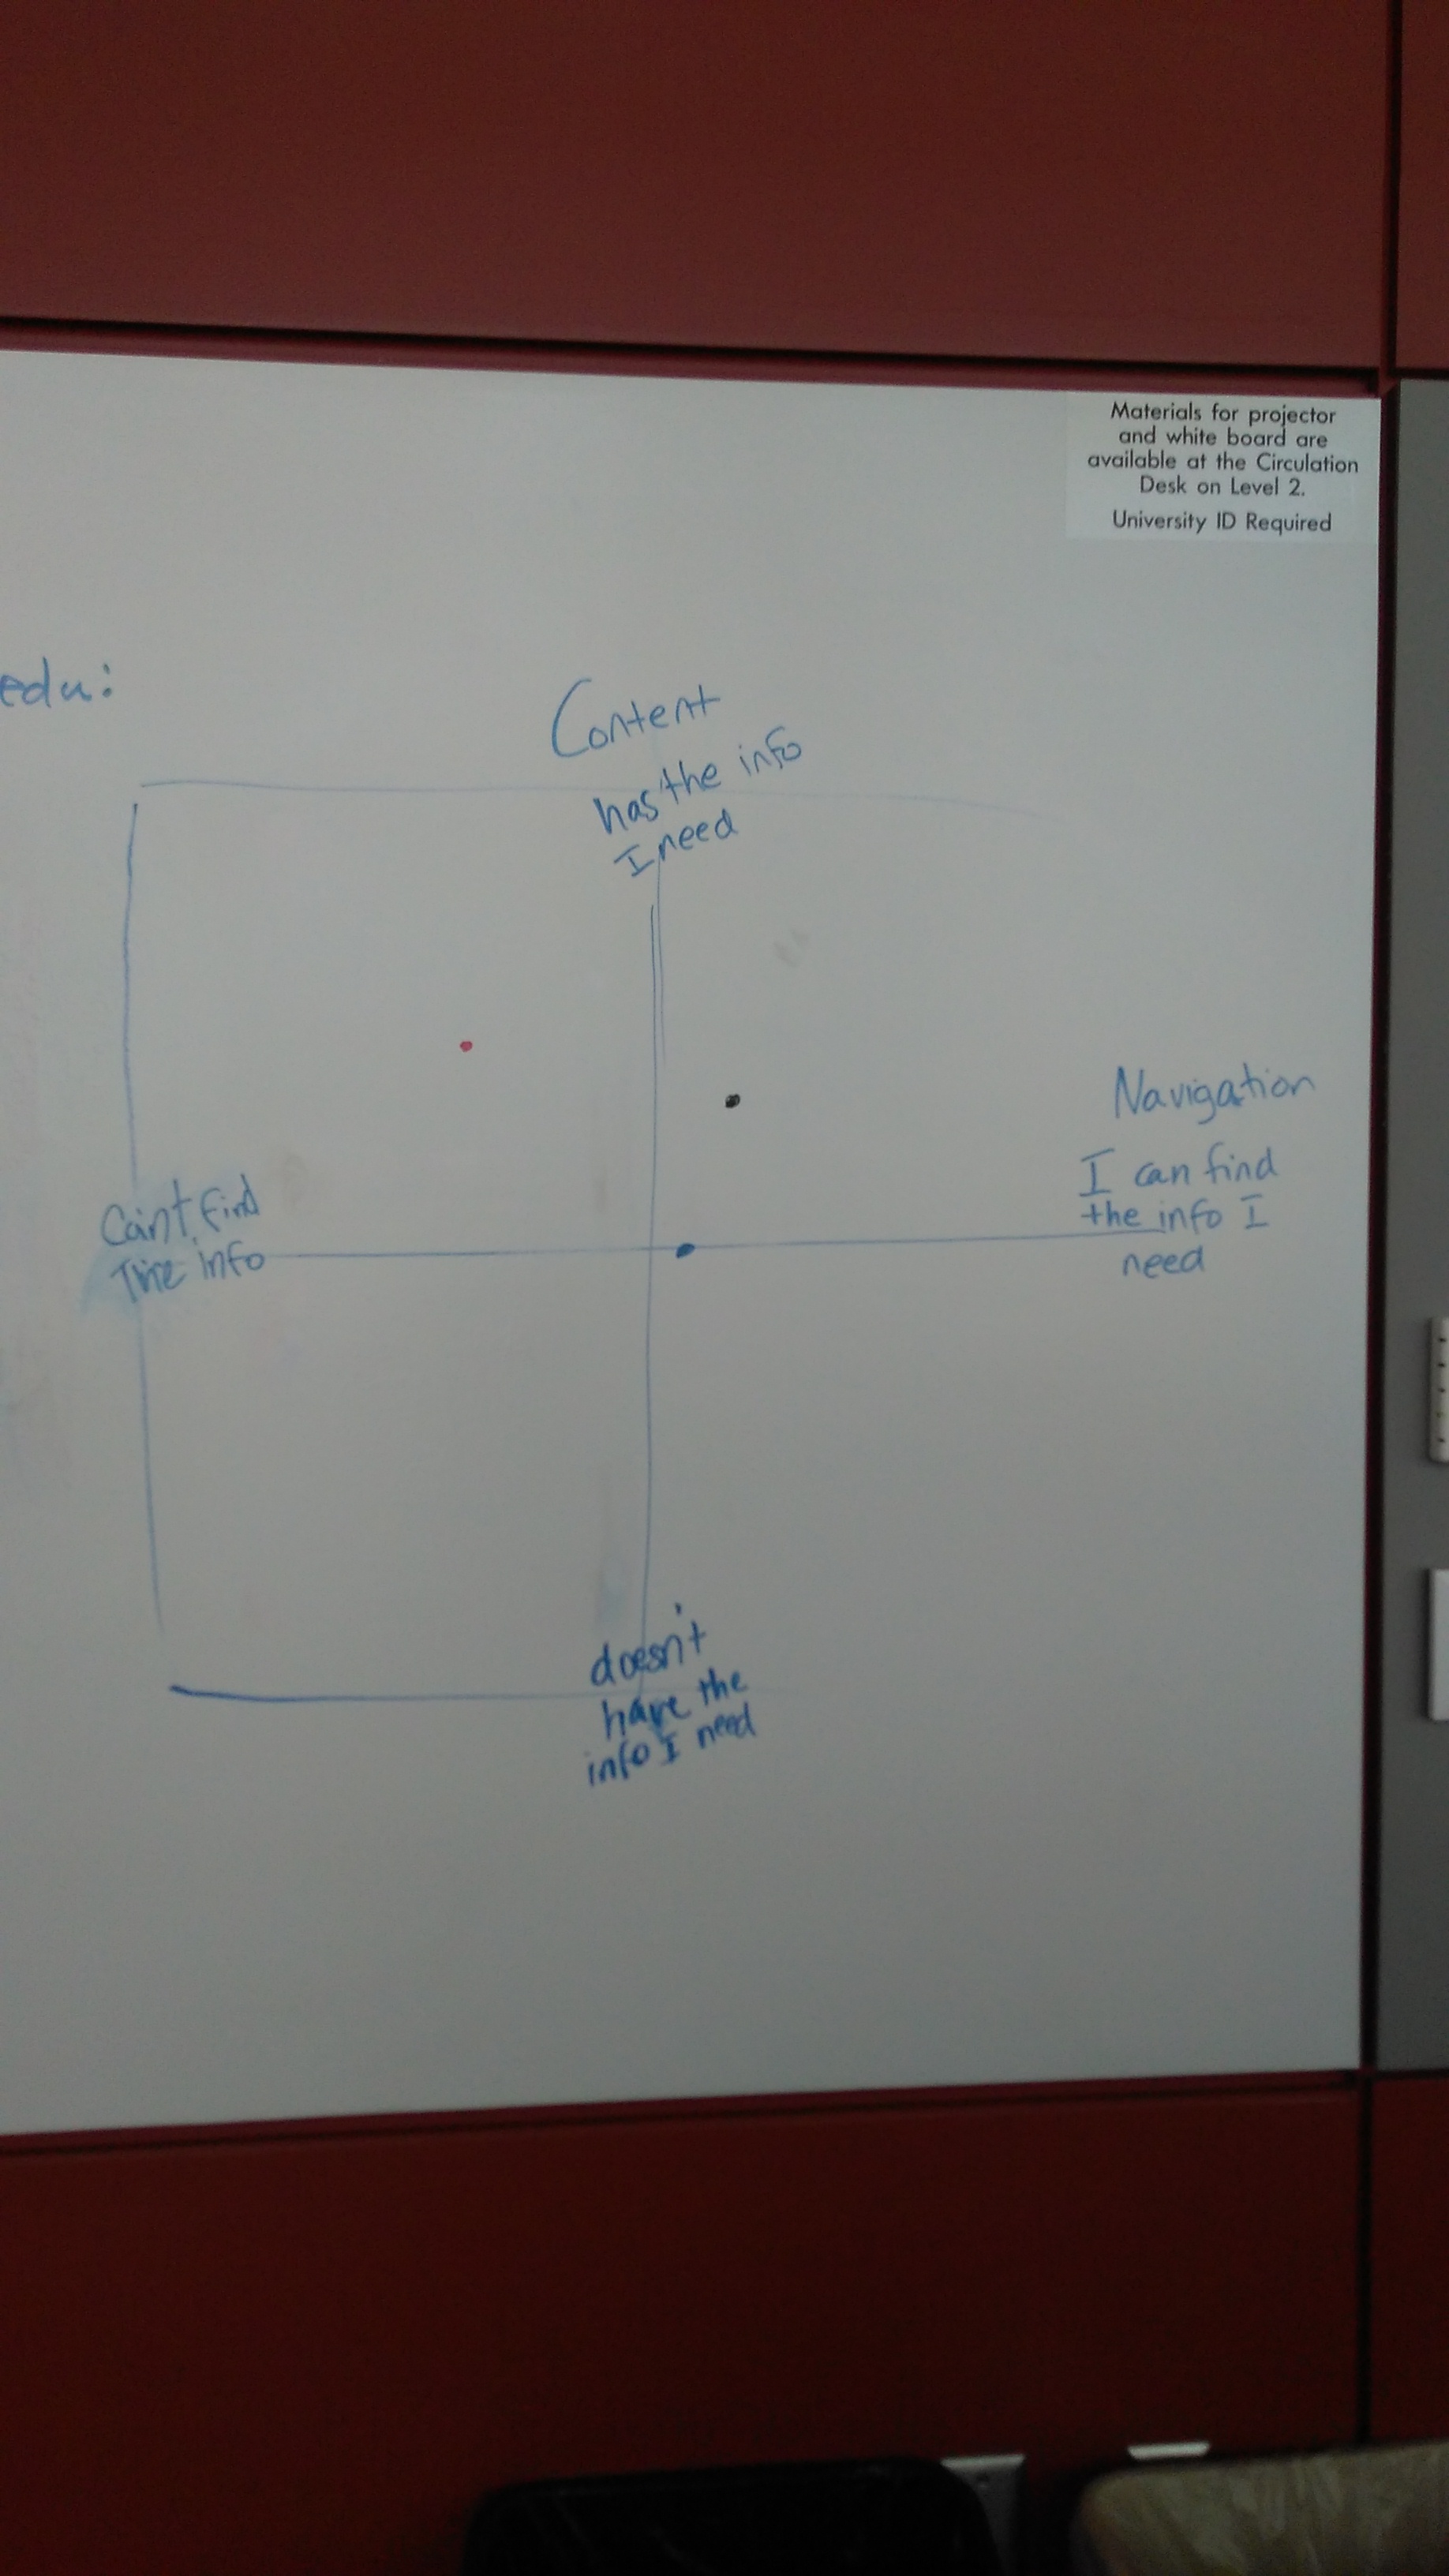 Materials for projector
and white board are
available at the Circulation
Desk on Level 2.
University ID Required
edu:
Content
has the info
I need
Navigation
I can find
the info I
need
Can't find
The info
doesn't
have the
info I need